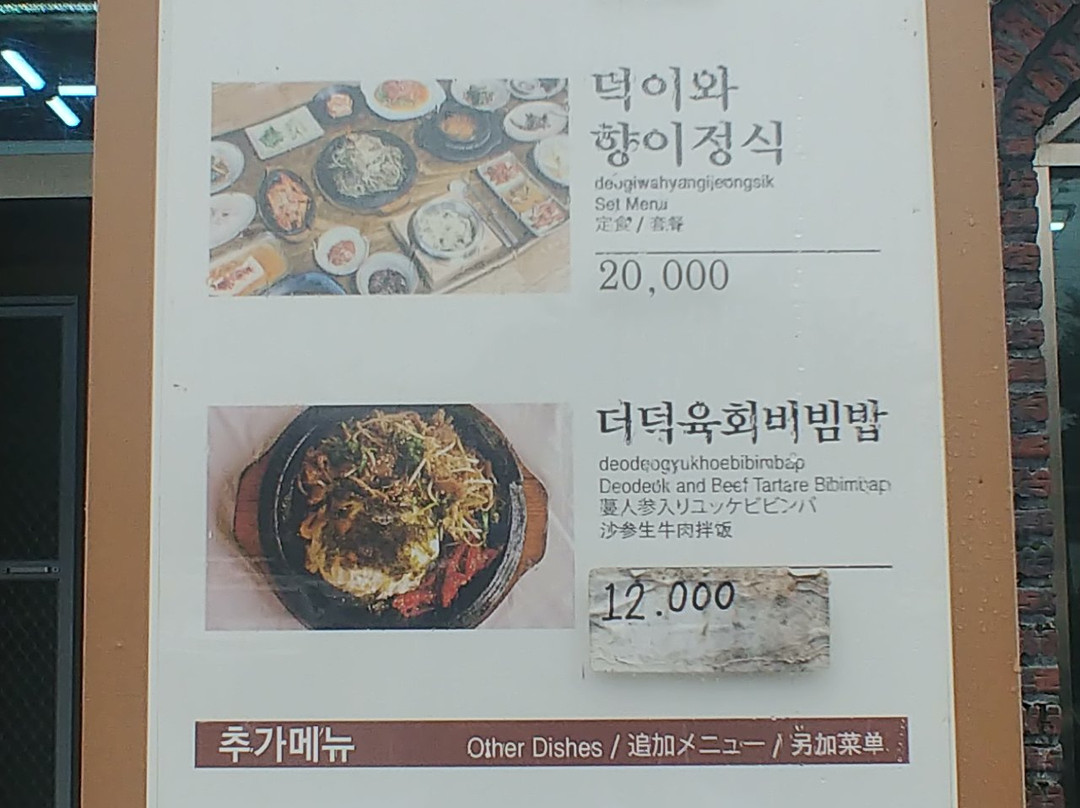 덕이와
향이정식
deogiwahyangijeongsik
Set Menu
定食 / 套餐
20,000
더덕육회비빔밥
deodeogyukhoebibimbap
Deodeok and Beef Tartare Bibimbap
蔓人参入りユッケビビンバ
沙参生牛肉拌饭
12.000
추가메뉴
Other Dishes / 追加メニュー / 另加菜单